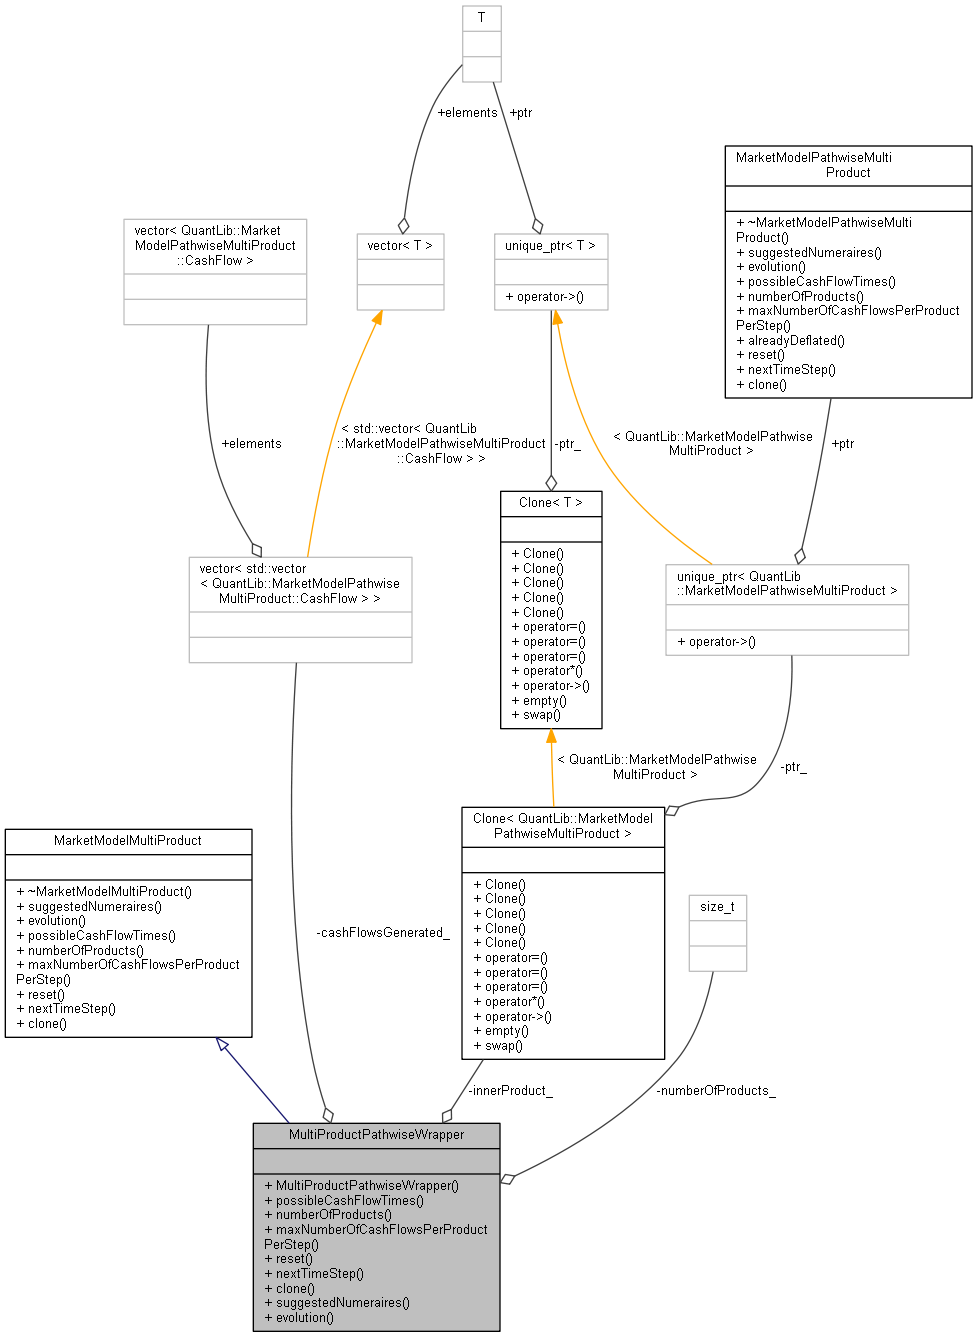 T
+elements
+ptr
MarketModelPathwiseMulti
Product
+ ~MarketModelPathwiseMulti
Product()
+ suggestedNumeraires()
+ evolution()
+ possibleCashFlowTimes()
+ numberOfProducts()
+ maxNumberOfCashFlowsPerProduct
PerStep()
+ alreadyDeflated()
+ reset()
+ nextTimeStep()
+ clone()
vector< QuantLib::Market
ModelPathwiseMultiProduct
::CashFlow >
vector< T >
unique_ptr< T >
+ operator->()
+elements
< std::vector< QuantLib
::MarketModelPathwiseMultiProduct
::CashFlow > >
-ptr_
< QuantLib::MarketModelPathwise
MultiProduct >
+ptr
Clone< T >
+ Clone()
+ Clone()
+ Clone()
+ Clone()
+ Clone()
+ operator=()
+ operator=()
+ operator=()
+ operator*()
+ operator->()
+ empty()
+ swap()
vector< std::vector
< QuantLib::MarketModelPathwise
MultiProduct::CashFlow > >
unique_ptr< QuantLib
::MarketModelPathwiseMultiProduct >
+ operator->()
< QuantLib::MarketModelPathwise
MultiProduct >
-ptr_
Clone< QuantLib::MarketModel
PathwiseMultiProduct >
+ Clone()
+ Clone()
+ Clone()
+ Clone()
+ Clone()
+ operator=()
+ operator=()
+ operator=()
+ operator*()
+ operator->()
+ empty()
+ swap()
MarketModelMultiProduct
+ ~MarketModelMultiProduct()
+ suggestedNumeraires()
+ evolution()
+ possibleCashFlowTimes()
+ numberOfProducts()
+ maxNumberOfCashFlowsPerProduct
PerStep()
+ reset()
+ nextTimeStep()
+ clone()
size_t
-cashFlowsGenerated_
-innerProduct_
-numberOfProducts_
MultiProductPathwiseWrapper
+ MultiProductPathwiseWrapper()
+ possibleCashFlowTimes()
+ numberOfProducts()
+ maxNumberOfCashFlowsPerProduct
PerStep()
+ reset()
+ nextTimeStep()
+ clone()
+ suggestedNumeraires()
+ evolution()